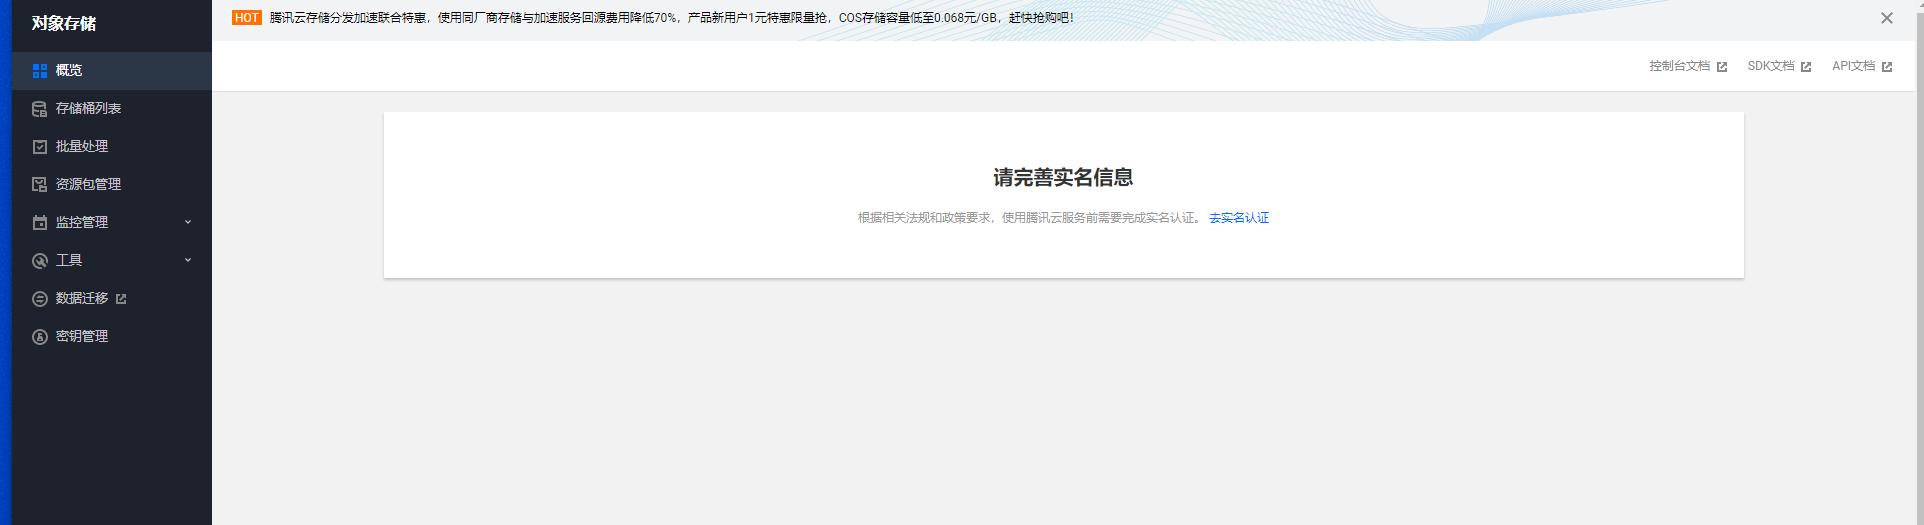 对象存储
HOT 腾讯云存储分发加速联合特惠，使用同厂商存储与加速服务回源费用降低70%，产品新用户1元特惠限量抢，COS存储容量低至0.068元/GB，赶快抢购吧！
概览
存储桶列表
批量处理
资源包管理
监控管理
工具
数据迁移
密钥管理
控制台文档 SDK文档 API文档
请完善实名信息
根据相关法规和政策要求，使用腾讯云服务前需要完成实名认证。 去实名认证